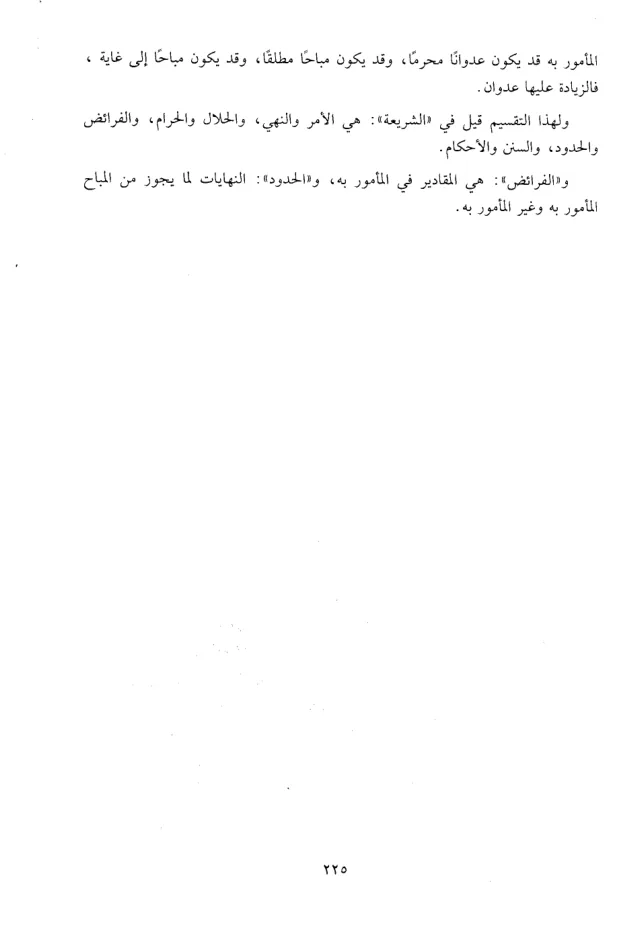 المأمور به قد يكون عدوانًا محرمًا، وقد يكون مباحًا مطلقًا، وقد يكون مباحًا إلى غاية ،
فالزيادة عليها عدوان.
ولهذا التقسيم قيل في «الشريعة»: هي الأمر والنهي، والحلال والحرام، والفرائض
والحدود، والسنن والأحكام.
و«الفرائض»: هي المقادير في المأمور به، و«الحدود»: النهايات لما يجوز من المباح
المأمور به وغير المأمور به.
٢٢٥